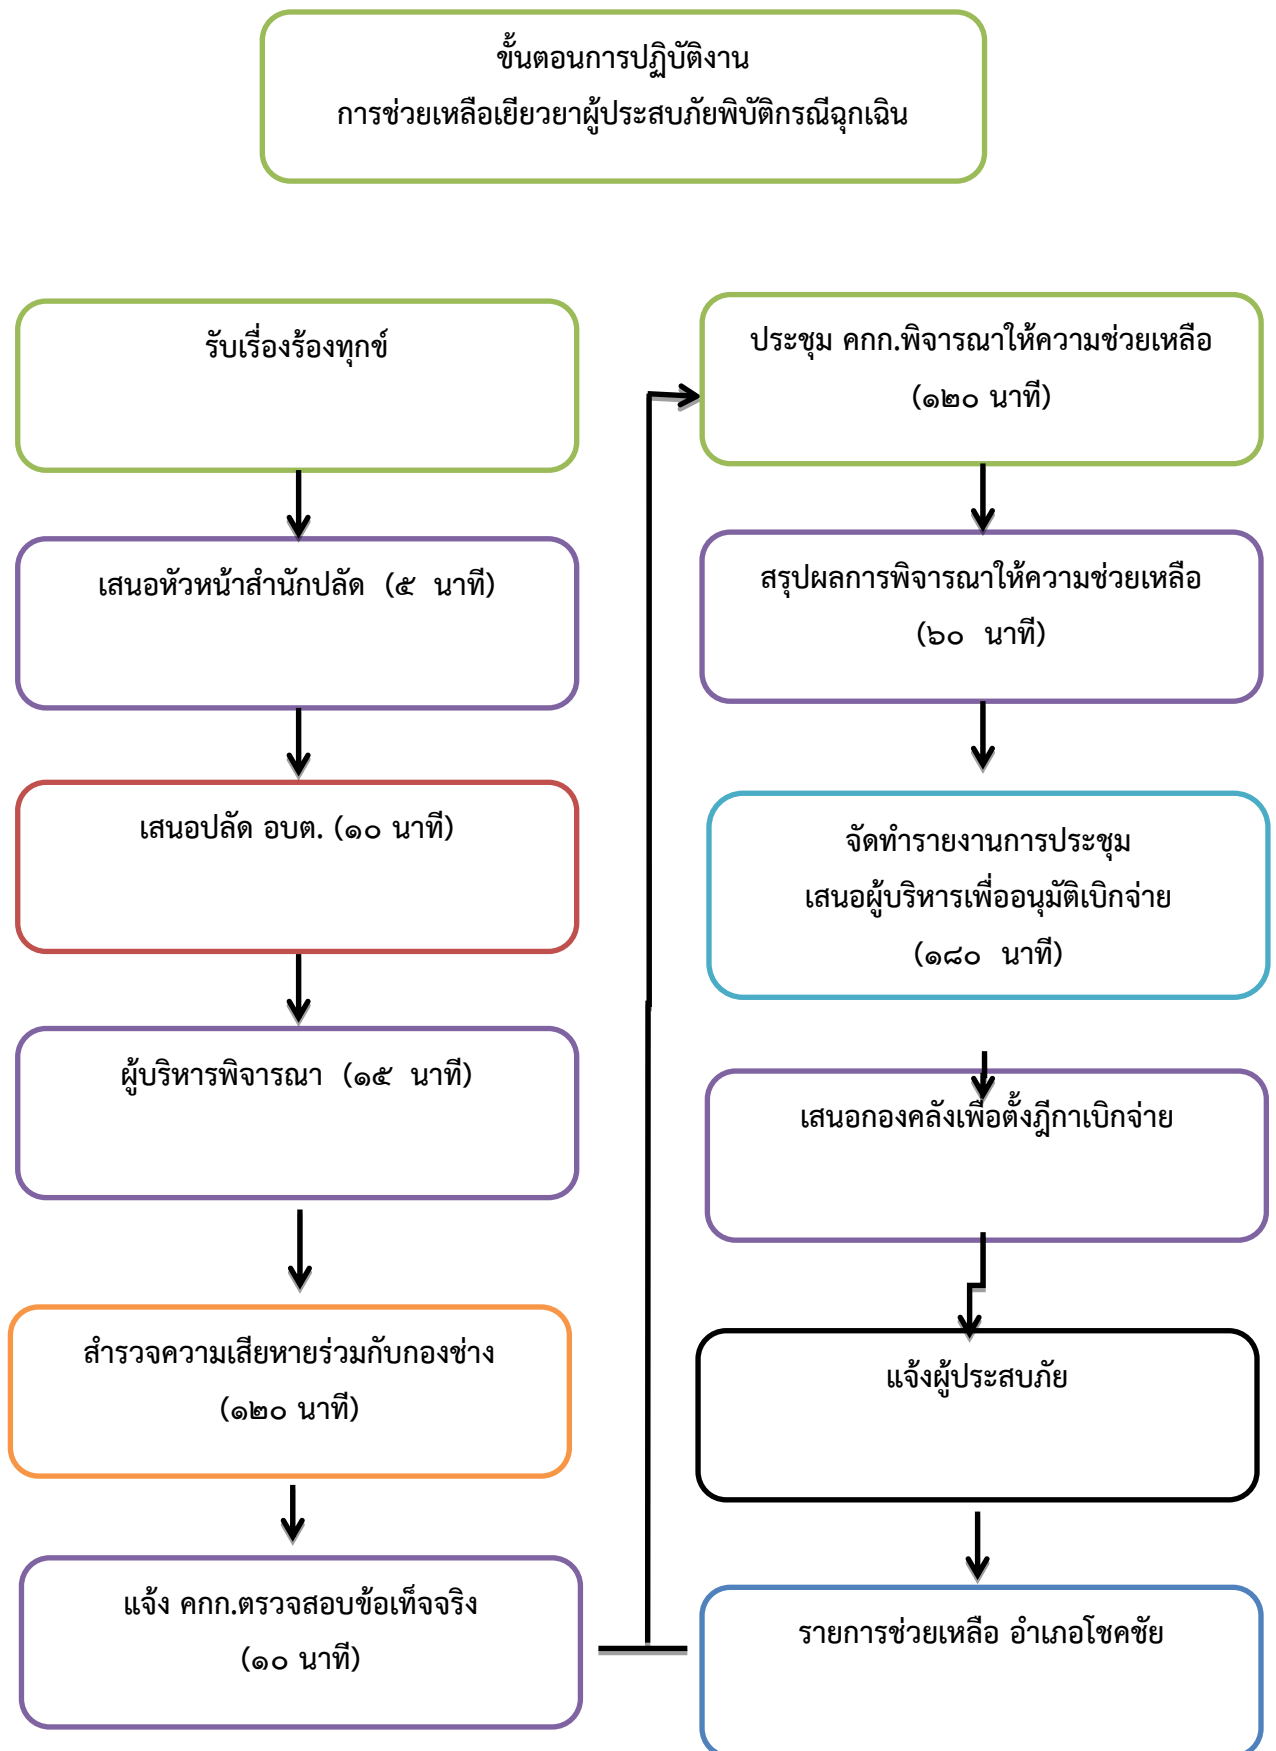 ขั้นตอนการปฏิบัติงาน
การช่วยเหลือเยียวยาผู้ประสบภัยพิบัติกรณีฉุกเฉิน
รับเรื่องร้องทุกข์
เสนอหัวหน้าสำนักปลัด (๕ นาที)
เสนอปลัด อบต. (๑๐ นาที)
ผู้บริหารพิจารณา (๑๕ นาที)
สำรวจความเสียหายร่วมกับกองช่าง
(๑๒๐ นาที)
แจ้ง คกก.ตรวจสอบข้อเท็จจริง
(๑๐ นาที)
ประชุม คกก.พิจารณาให้ความช่วยเหลือ
(๑๒๐ นาที)
สรุปผลการพิจารณาให้ความช่วยเหลือ
(๖๐ นาที)
จัดทำรายงานการประชุม
เสนอผู้บริหารเพื่ออนุมัติเบิกจ่าย
(๑๘๐ นาที)
เสนอกองคลังเพื่อตั้งฎีกาเบิกจ่าย
แจ้งผู้ประสบภัย
รายการช่วยเหลือ อำเภอโชคชัย